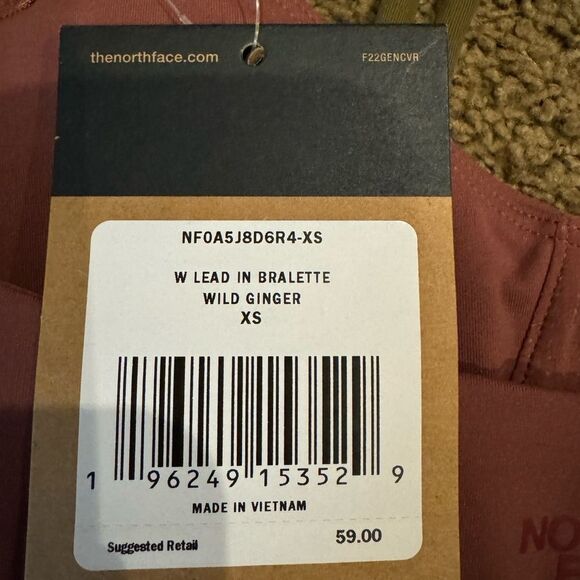 thenorthface.com F22GENCVR
NF0A5J8D6R4-XS
W LEAD IN BRALETTE
WILD GINGER
XS
1 96249 15352 9
MADE IN VIETNAM
Suggested Retail 59.00
NO